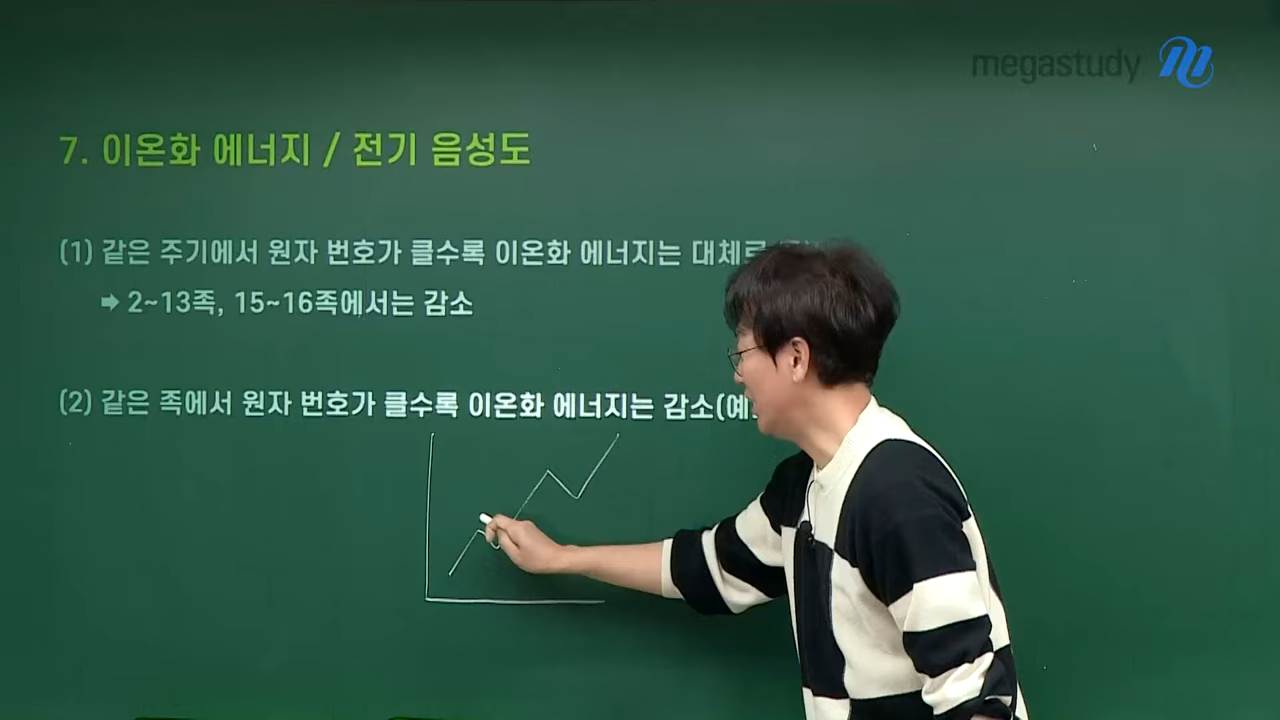 megastudy
7. 이온화 에너지 / 전기 음성도
(1) 같은 주기에서 원자 번호가 클수록 이온화 에너지는 대체로
➡ 2~13족, 15~16족에서는 감소
(2) 같은 족에서 원자 번호가 클수록 이온화 에너지는 감소(예